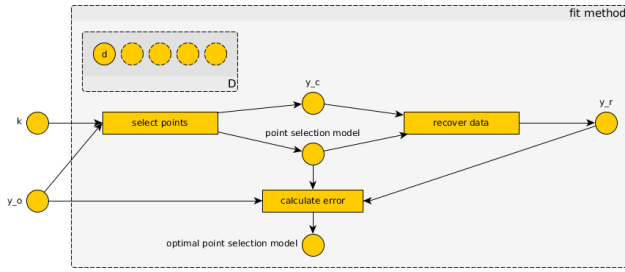 fit method
d
D
y_c
y_r
k
select points
recover data
point selection model
y_o
calculate error
optimal point selection model